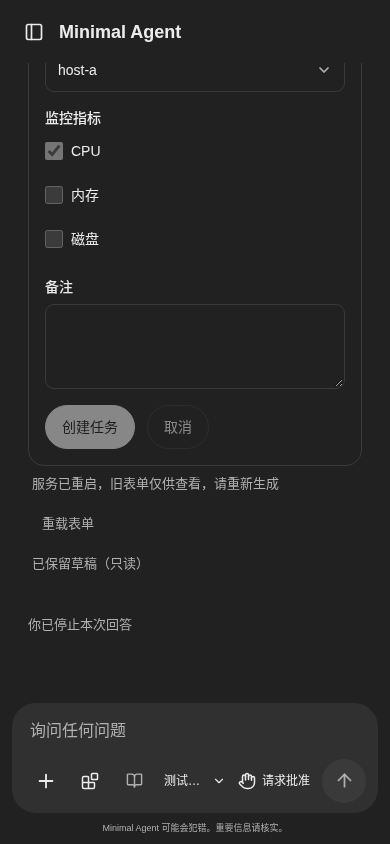 Minimal Agent
host-a
监控指标
CPU
内存
磁盘
备注
创建任务 取消
服务已重启，旧表单仅供查看，请重新生成
重载表单
已保留草稿（只读）
你已停止本次回答
询问任何问题
测试... 请求批准
Minimal Agent 可能会犯错。重要信息请核实。